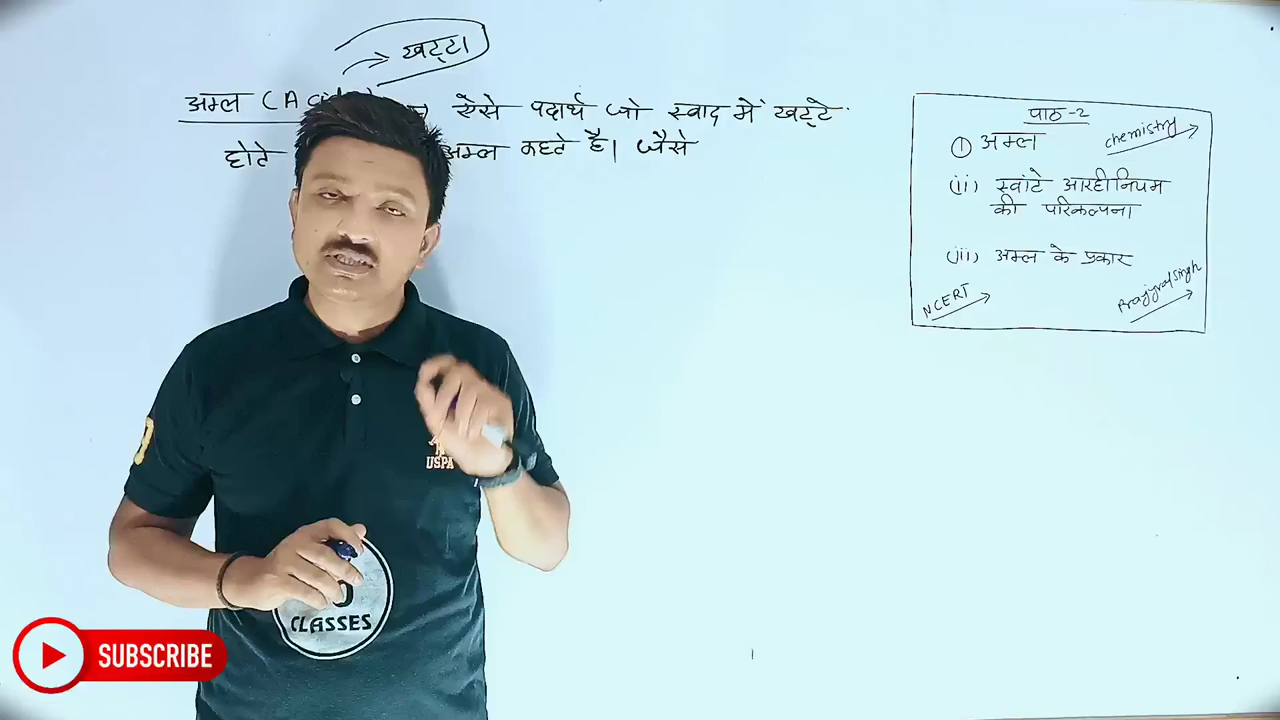 खट्टा
अम्ल (A ऐसे पदार्थ जो स्वाद में खट्टे
होते अम्ल कहते है। जैसे
पाठ-2
chemistry
① अम्ल
(ii) स्वांटे आरहीनियम
की परिकल्पना
(iii) अम्ल के प्रकार
NCERT
USPA
CLASSES
SUBSCRIBE